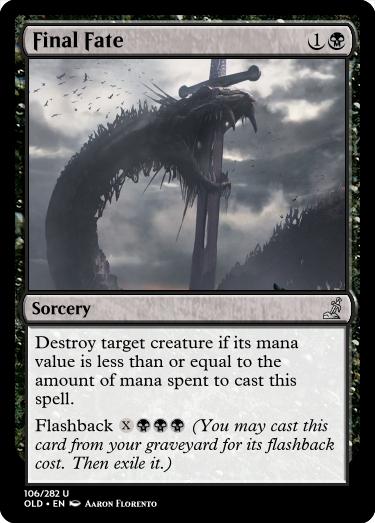 Final Fate 1
Sorcery
Destroy target creature if its mana
value is less than or equal to the
amount of mana spent to cast this
spell.
Flashback X (You may cast this
card from your graveyard for its flashback
cost. Then exile it.)
106/282 U
OLD • EN Aaron Florento